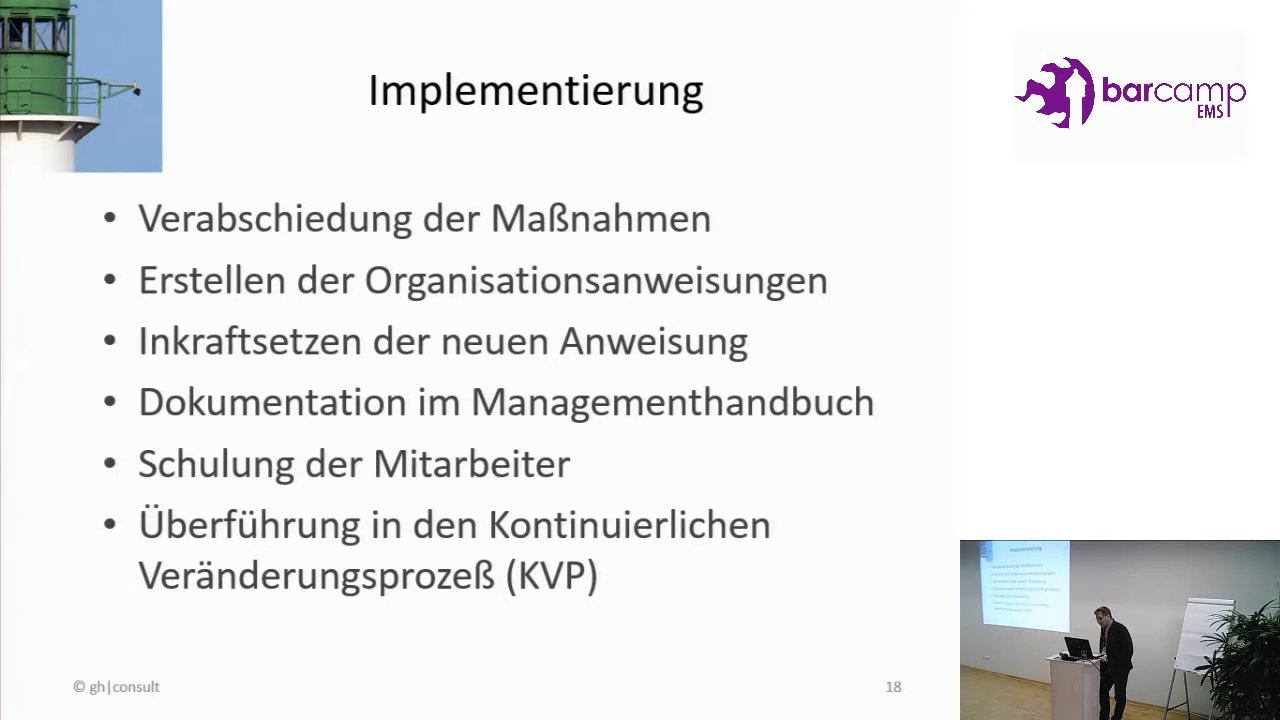 Implementierung
barcamp
EMS
• Verabschiedung der Maßnahmen
• Erstellen der Organisationsanweisungen
• Inkraftsetzen der neuen Anweisung
• Dokumentation im Managementhandbuch
• Schulung der Mitarbeiter
• Überführung in den Kontinuierlichen
Veränderungsprozeß (KVP)
© gh|consult
18
Implementierung